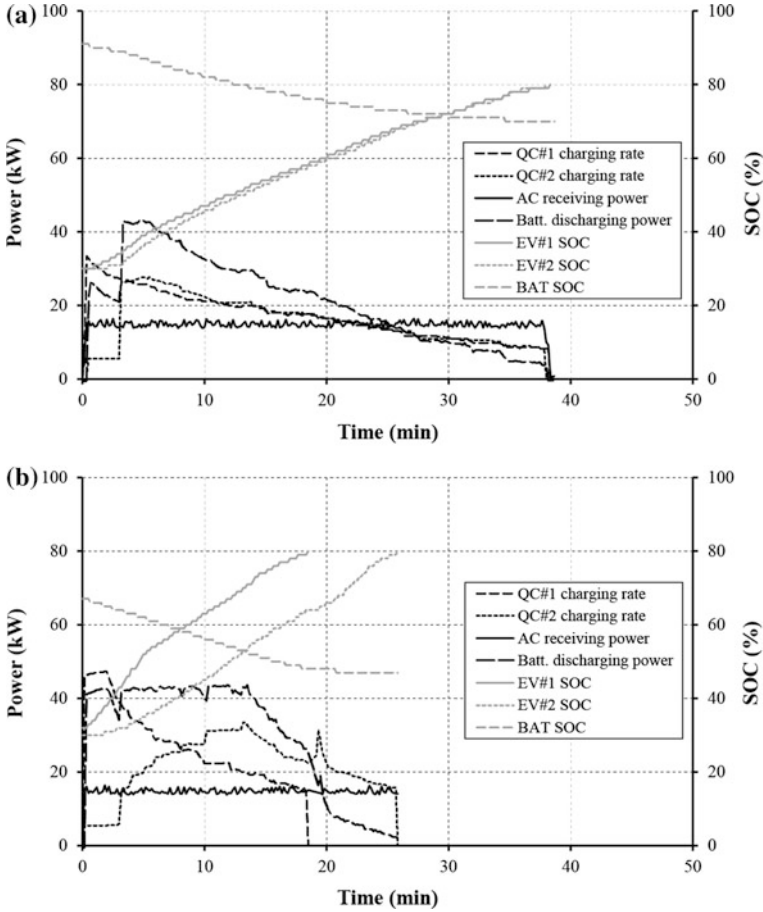 (a)
100
80
60
40
20
0
Power (kW)
100
80
60
40
20
0
SOC (%)
QC#1 charging rate
QC#2 charging rate
AC receiving power
Batt. discharging power
EV#1 SOC
EV#2 SOC
BAT SOC
0 10 20 30 40 50
Time (min)
(b)
100
80
60
40
20
0
Power (kW)
100
80
60
40
20
0
SOC (%)
QC#1 charging rate
QC#2 charging rate
AC receiving power
Batt. discharging power
EV#1 SOC
EV#2 SOC
BAT SOC
0 10 20 30 40 50
Time (min)